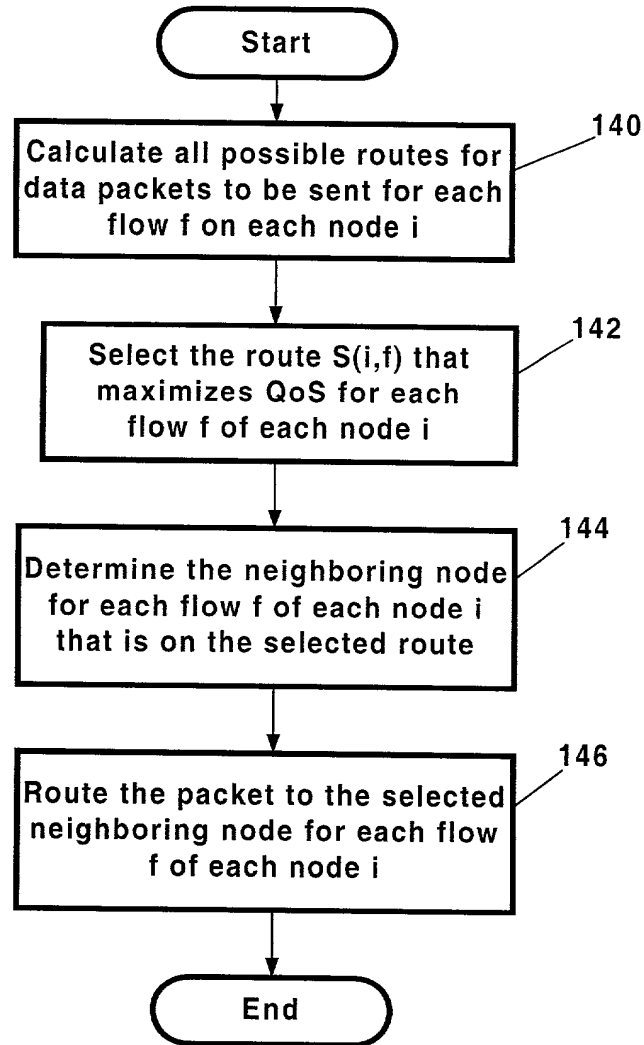 Start
140
Calculate all possible routes for
data packets to be sent for each
flow f on each node i
142
Select the route S(i,f) that
maximizes QoS for each
flow f of each node i
144
Determine the neighboring node
for each flow f of each node i
that is on the selected route
146
Route the packet to the selected
neighboring node for each flow
f of each node i
End